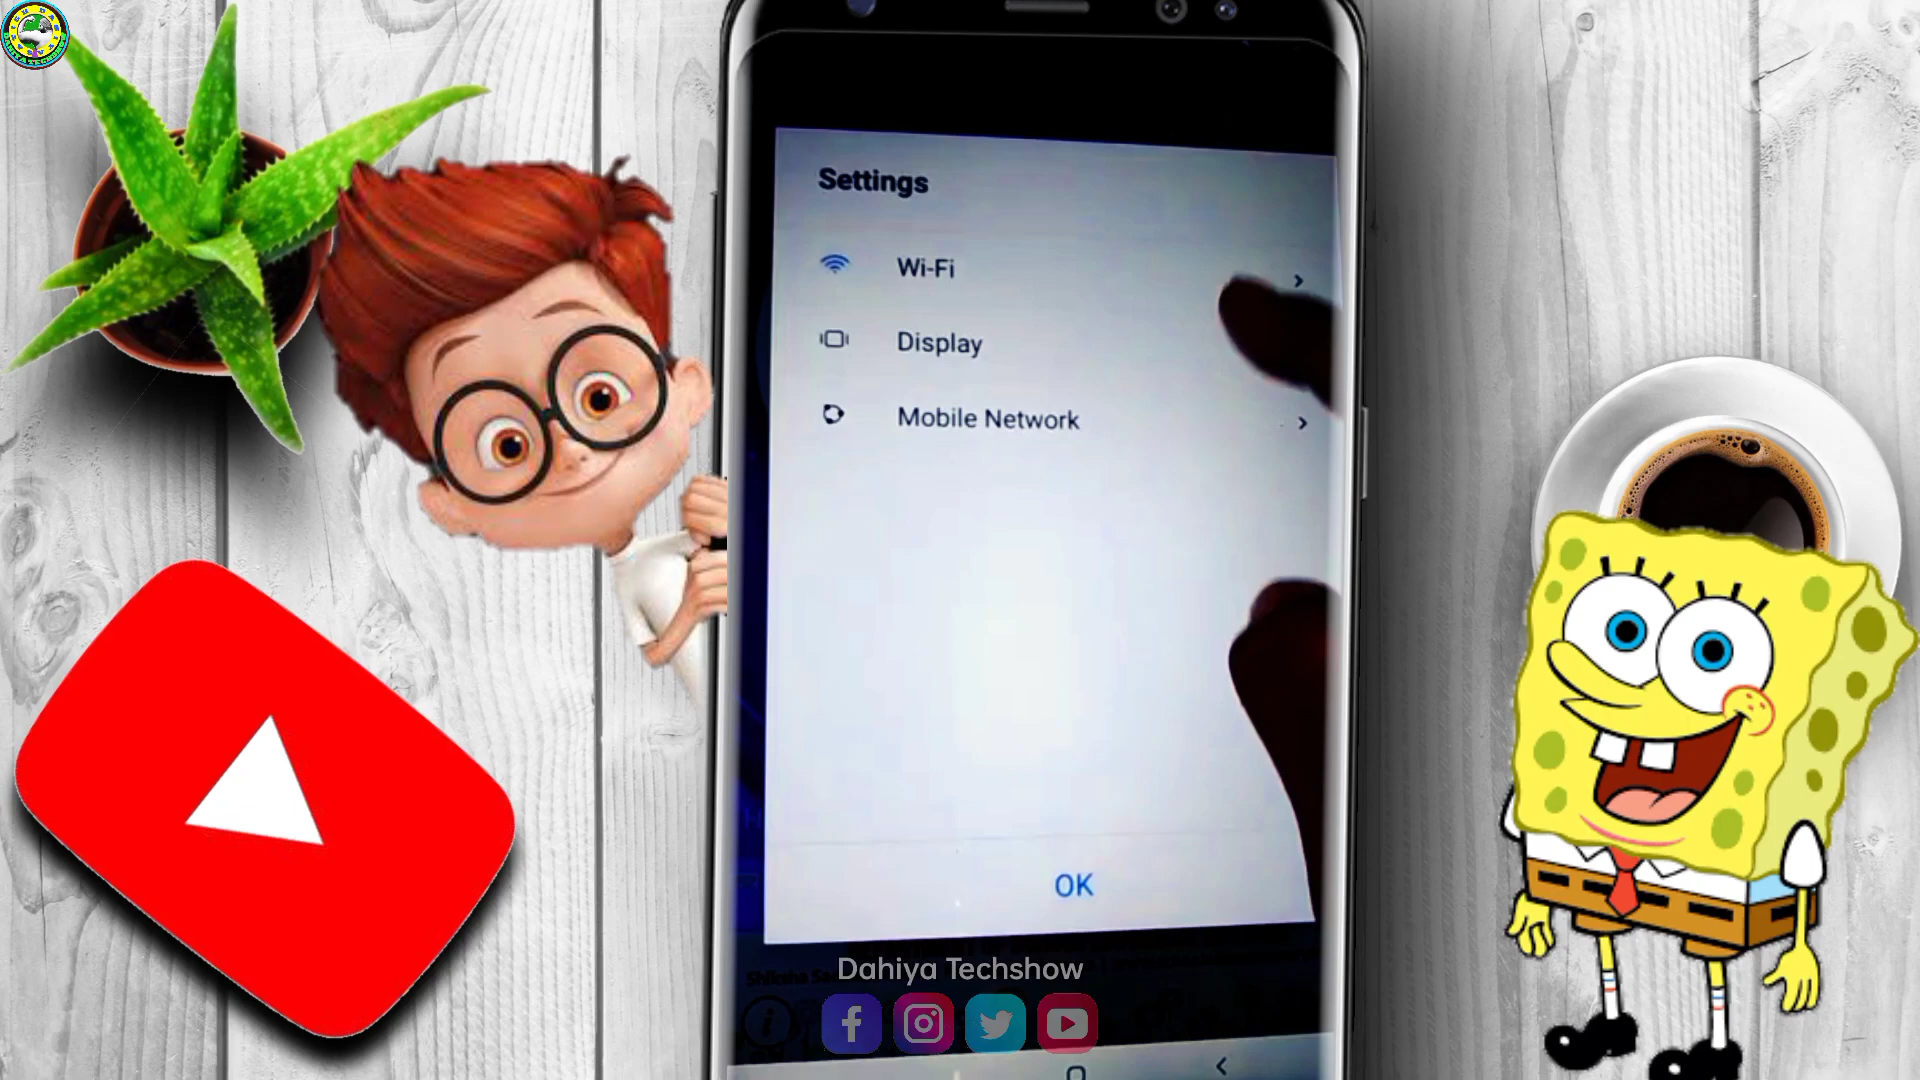 Settings
Wi-Fi
Display
Mobile Network
OK
Dahiya Techshow